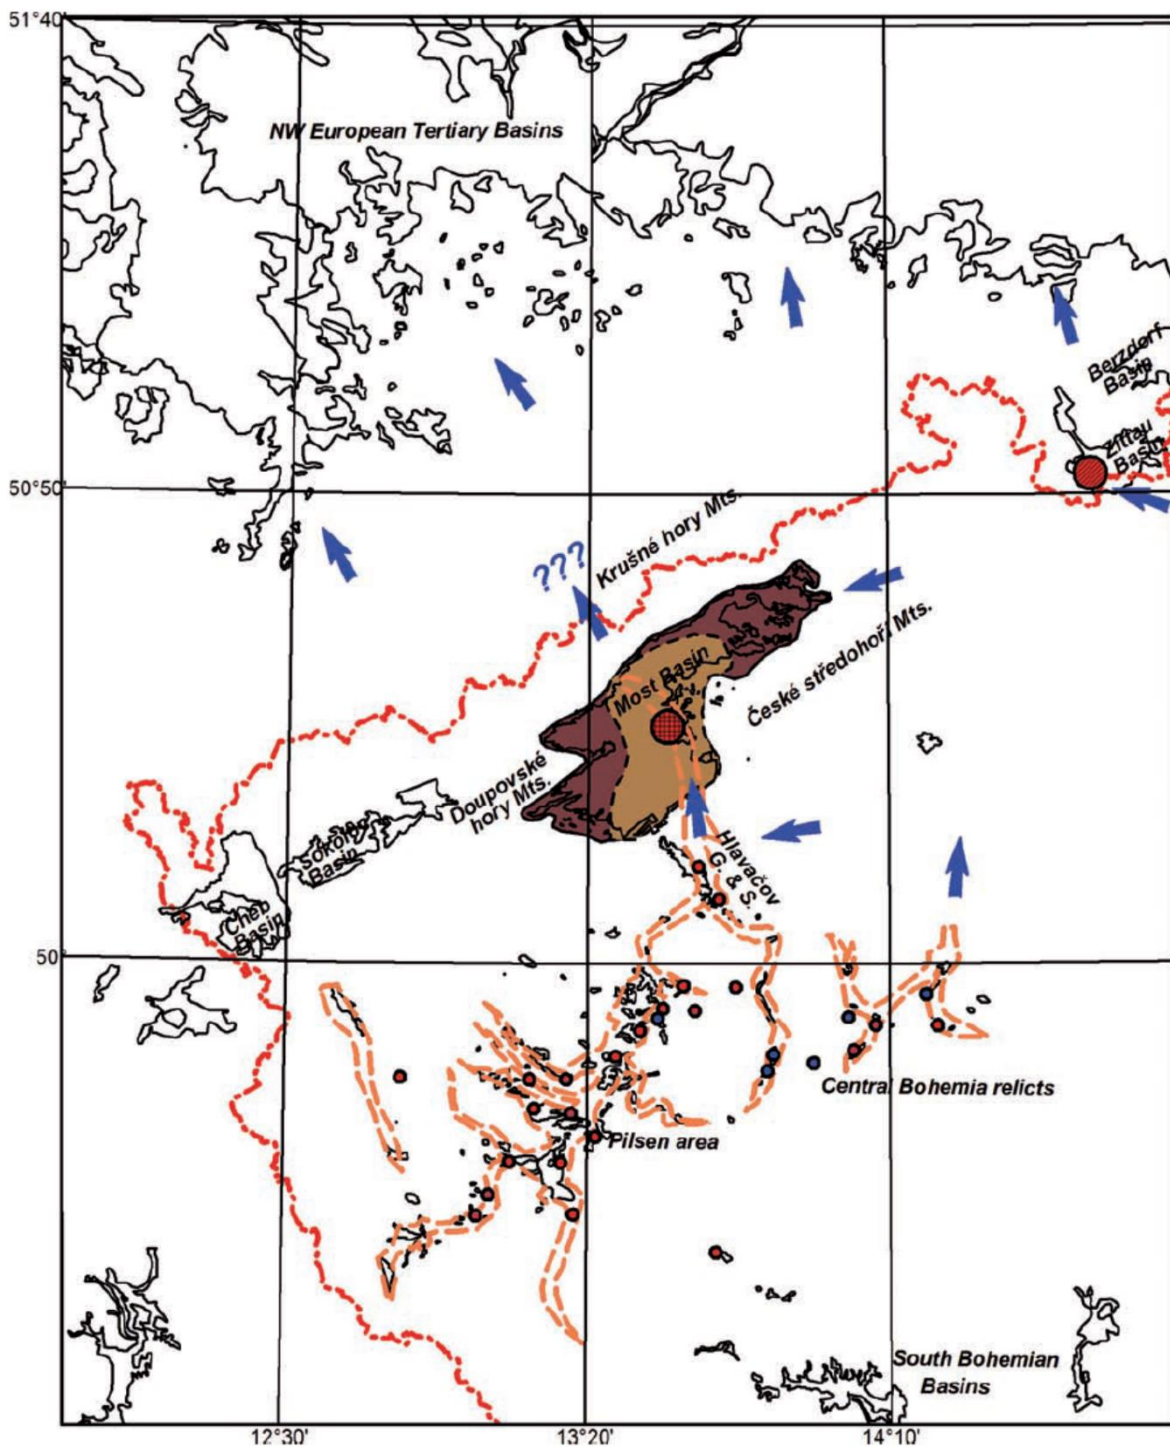 51°40'
NW European Tertiary Basins
Berzdorf
Basin
Zittau
Basin
50°50'
Krušné hory Mts.
???
České středohoří Mts.
Most Basin
Doupovské
hory Mts.
Sokolov
Basin
Hlavačov
G. & S.
Cheb
Basin
50°
Central Bohemia relicts
Pilsen area
South Bohemian
Basins
12°30'
13°20'
14°10'